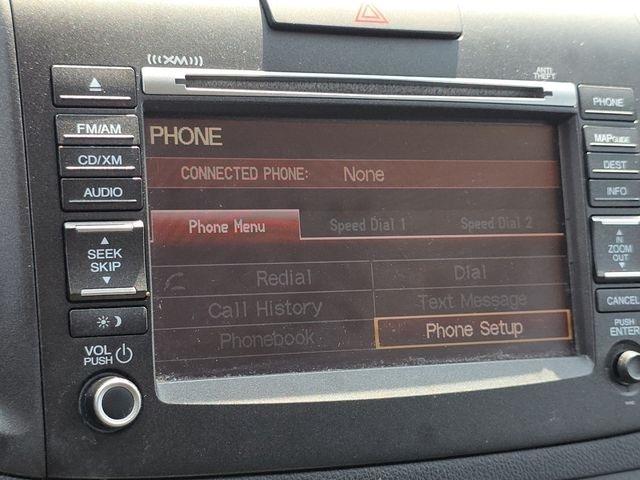 (((XM)))
ANTI THEFT
FM/AM
CD/XM
AUDIO
SEEK
SKIP
VOL
PUSH
PHONE
CONNECTED PHONE: None
Phone Menu Speed Dial 1 Speed Dial 2
Redial Dial
Call History Text Message
Phonebook Phone Setup
PHONE
MAP GUIDE
DEST
INFO
IN
ZOOM
OUT
CANCEL
PUSH
ENTER